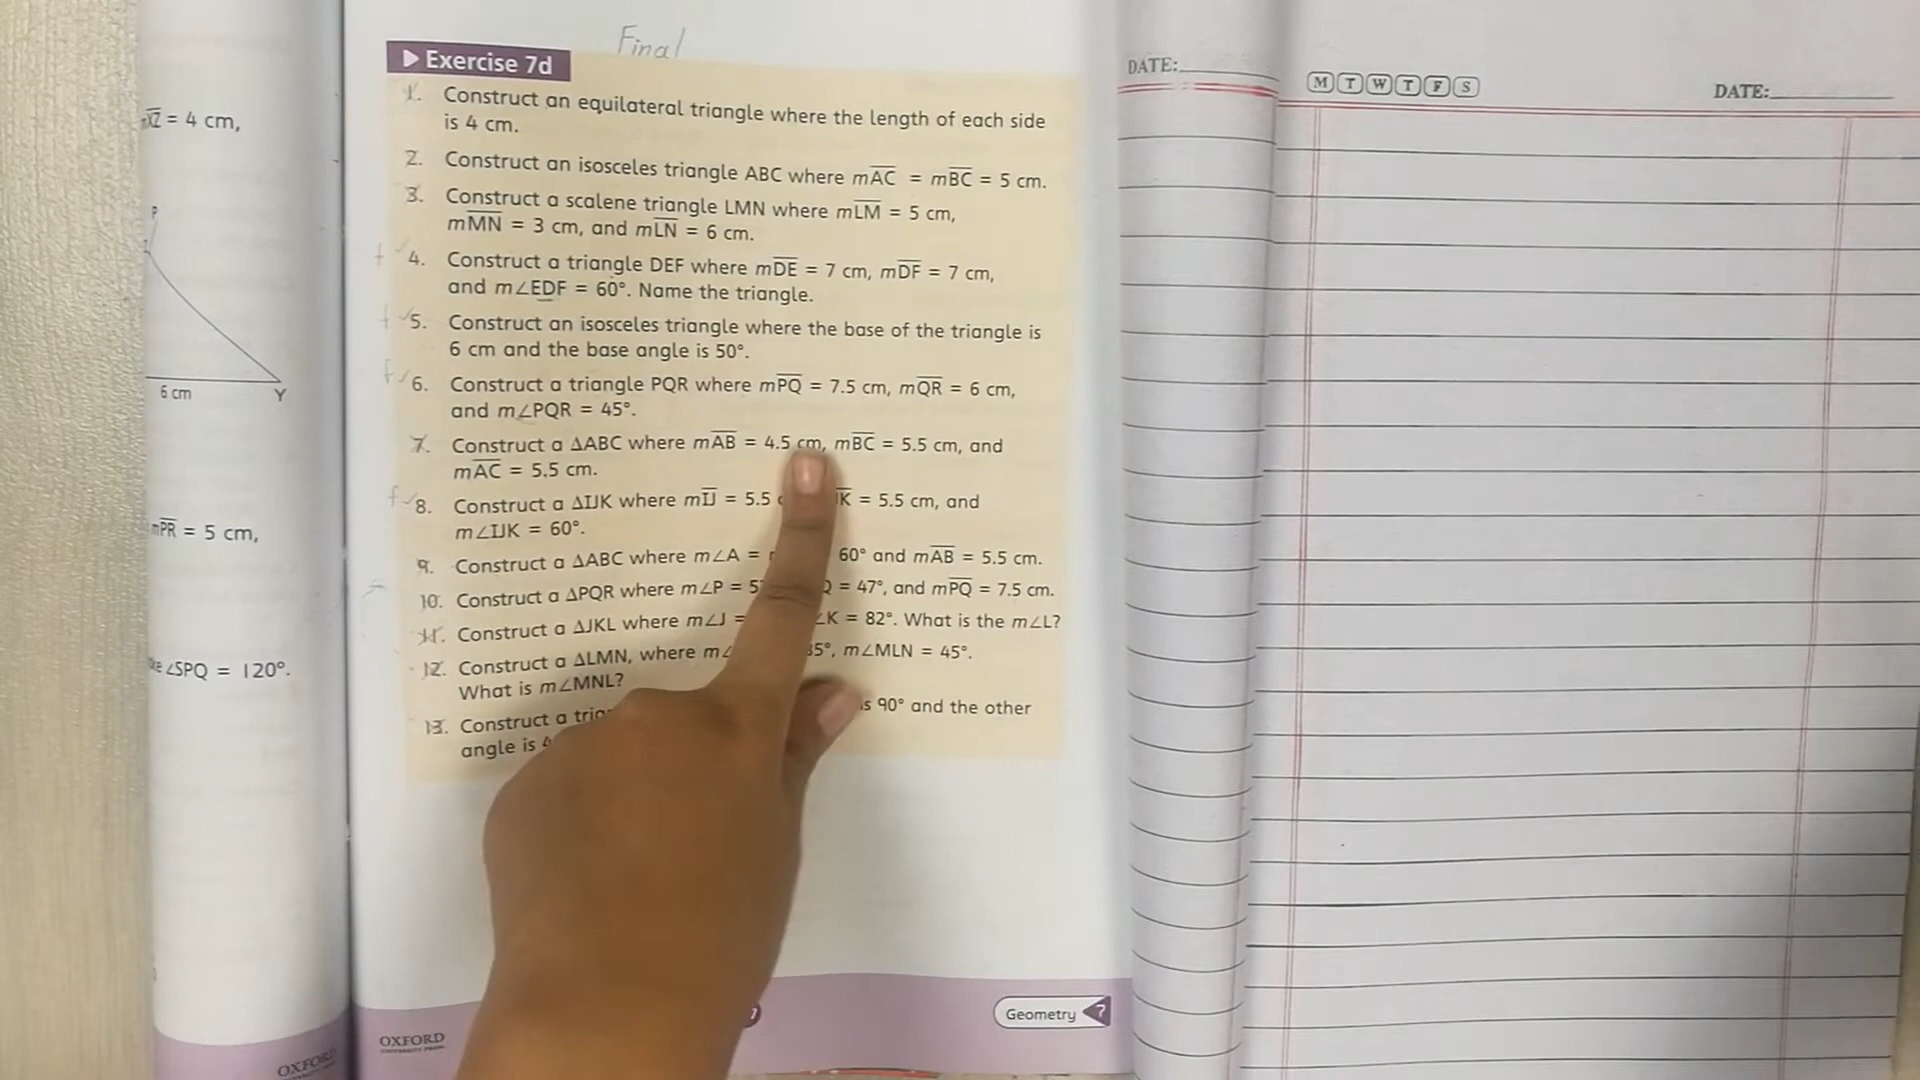 XZ = 4 cm,
P
6 cm
Y
mPR = 5 cm,
∠SPQ = 120°.
OXFORD
Final
Exercise 7d
1. Construct an equilateral triangle where the length of each side
is 4 cm.
2. Construct an isosceles triangle ABC where mAC = mBC = 5 cm.
3. Construct a scalene triangle LMN where mLM = 5 cm,
mMN = 3 cm, and mLN = 6 cm.
4. Construct a triangle DEF where mDE = 7 cm, mDF = 7 cm,
and m∠EDF = 60°. Name the triangle.
5. Construct an isosceles triangle where the base of the triangle is
6 cm and the base angle is 50°.
6. Construct a triangle PQR where mPQ = 7.5 cm, mQR = 6 cm,
and m∠PQR = 45°.
7. Construct a ΔABC where mAB = 4.5 cm, mBC = 5.5 cm, and
mAC = 5.5 cm.
8. Construct a ΔIJK where mIJ = 5.5 K = 5.5 cm, and
m∠IJK = 60°.
9. Construct a ΔABC where m∠A = 60° and mAB = 5.5 cm.
10. Construct a ΔPQR where m∠P = = 47°, and mPQ = 7.5 cm.
11. Construct a ΔJKL where m∠J = ∠K = 82°. What is the m∠L?
12. Construct a ΔLMN, where m∠ 5°, m∠MLN = 45°.
What is m∠MNL?
13. Construct a is 90° and the other
angle is
Geometry 7
OXFORD
UNIVERSITY PRESS
DATE:
M T W T F S
DATE: